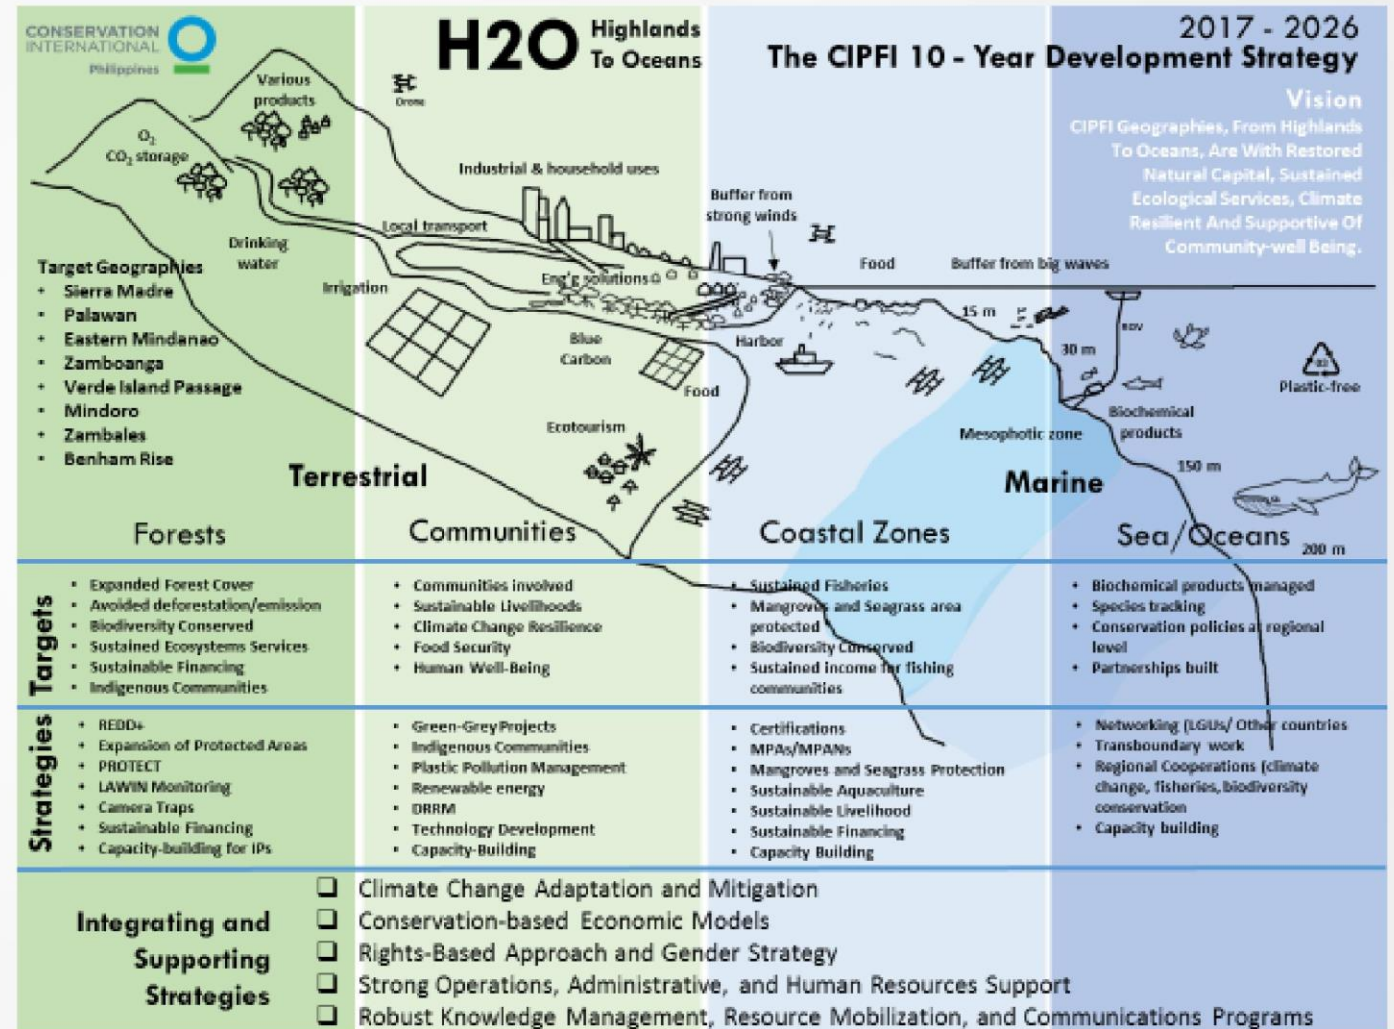 CONSERVATION
INTERNATIONAL
Philippines
H2O Highlands
To Oceans
2017 - 2026
The CIPFI 10 - Year Development Strategy
Vision
CIPFI Geographies, From Highlands
To Oceans, Are With Restored
Natural Capital, Sustained
Ecological Services, Climate
Resilient And Supportive Of
Community-well Being.
Various
products
Drone
O2
CO2 storage
Industrial & household uses
Buffer from
strong winds
Local transport
Drinking
water
Food
Buffer from big waves
Eng'g solutions
Irrigation
15 m
ROV
Blue
Carbon
Harbor
30 m
Plastic-free
Food
Biochemical
products
Ecotourism
Mesophotic zone
150 m
200 m
Target Geographies
• Sierra Madre
• Palawan
• Eastern Mindanao
• Zamboanga
• Verde Island Passage
• Mindoro
• Zambales
• Benham Rise
Terrestrial
Marine
Forests
Communities
Coastal Zones
Sea/Oceans
Targets
• Expanded Forest Cover
• Avoided deforestation/emission
• Biodiversity Conserved
• Sustained Ecosystems Services
• Sustainable Financing
• Indigenous Communities
• Communities involved
• Sustainable Livelihoods
• Climate Change Resilience
• Food Security
• Human Well-Being
• Sustained Fisheries
• Mangroves and Seagrass area
protected
• Biodiversity Conserved
• Sustained income for fishing
communities
• Biochemical products managed
• Species tracking
• Conservation policies at regional
level
• Partnerships built
Strategies
• REDD+
• Expansion of Protected Areas
• PROTECT
• LAWIN Monitoring
• Camera Traps
• Sustainable Financing
• Capacity-building for IPs
• Green-Grey Projects
• Indigenous Communities
• Plastic Pollution Management
• Renewable energy
• DRRM
• Technology Development
• Capacity-Building
• Certifications
• MPAs/MPANs
• Mangroves and Seagrass Protection
• Sustainable Aquaculture
• Sustainable Livelihood
• Sustainable Financing
• Capacity Building
• Networking (LGUs/ Other countries
• Transboundary work
• Regional Cooperations (climate
change, fisheries, biodiversity
conservation
• Capacity building
Integrating and
Supporting
Strategies
❑ Climate Change Adaptation and Mitigation
❑ Conservation-based Economic Models
❑ Rights-Based Approach and Gender Strategy
❑ Strong Operations, Administrative, and Human Resources Support
❑ Robust Knowledge Management, Resource Mobilization, and Communications Programs